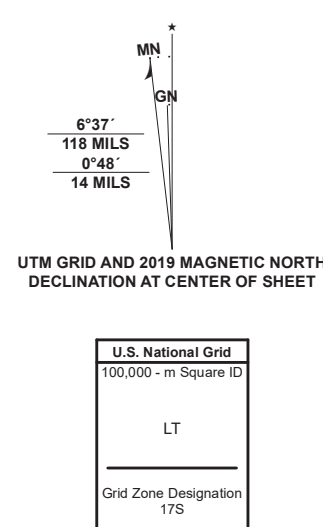 MN
GN
6°37´
118 MILS
0°48´
14 MILS
UTM GRID AND 2019 MAGNETIC NORTH
DECLINATION AT CENTER OF SHEET
U.S. National Grid
100,000 - m Square ID
LT
Grid Zone Designation
17S